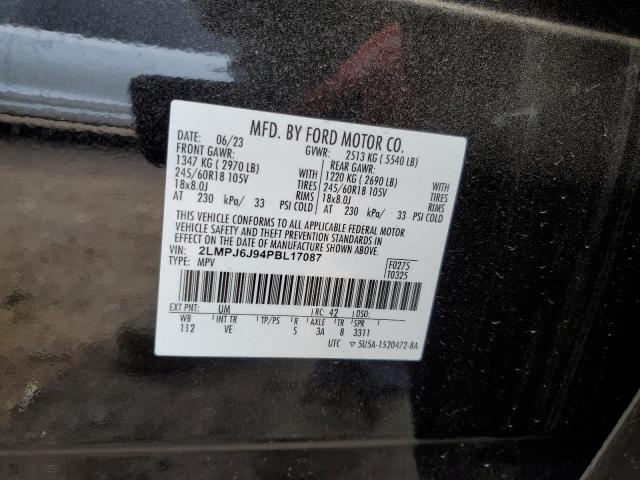 MFD. BY FORD MOTOR CO.
DATE: 06/23 GVWR: 2513 KG ( 5540 LB)
FRONT GAWR: REAR GAWR:
1347 KG ( 2970 LB) WITH 1220 KG ( 2690 LB) WITH
245/60R18 105V TIRES 245/60R18 105V TIRES
18x8.0J RIMS 18x8.0J RIMS
AT 230 kPa/ 33 PSI COLD AT 230 kPa/ 33 PSI COLD
THIS VEHICLE CONFORMS TO ALL APPLICABLE FEDERAL MOTOR
VEHICLE SAFETY AND THEFT PREVENTION STANDARDS IN
EFFECT ON THE DATE OF MANUFACTURE SHOWN ABOVE.
VIN: 2LMPJ6J94PBL17087 F0275
TYPE: MPV T0325
EXT PNT: UM RC: 42 DSO:
WB INT TR TP/PS R AXLE TR SPR
112 VE 5 3A 8 3311
UTC ▽ 5U5A-1520472-BA